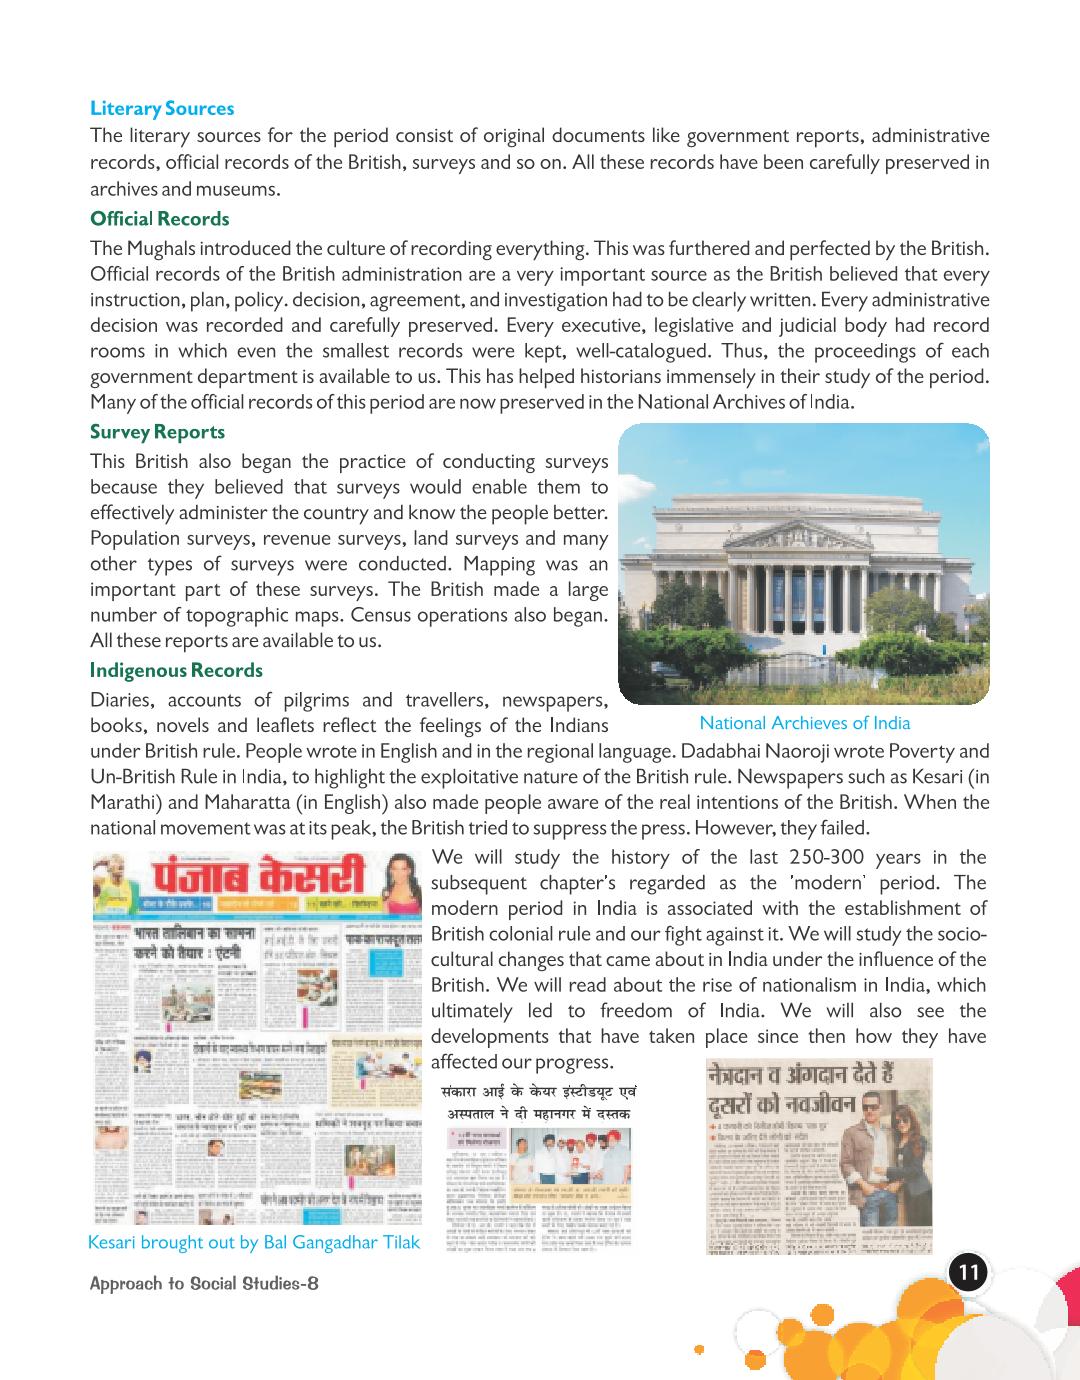 Literary Sources
The literary sources for the period consist of original documents like government reports, administrative
records, official records of the British, surveys and so on. All these records have been carefully preserved in
archives and museums.
Official Records
The Mughals introduced the culture of recording everything. This was furthered and perfected by the British.
Official records of the British administration are a very important source as the British believed that every
instruction, plan, policy. decision, agreement, and investigation had to be clearly written. Every administrative
decision was recorded and carefully preserved. Every executive, legislative and judicial body had record
rooms in which even the smallest records were kept, well-catalogued. Thus, the proceedings of each
government department is available to us. This has helped historians immensely in their study of the period.
Many of the official records of this period are now preserved in the National Archives of India.
Survey Reports
This British also began the practice of conducting surveys
because they believed that surveys would enable them to
effectively administer the country and know the people better.
Population surveys, revenue surveys, land surveys and many
other types of surveys were conducted. Mapping was an
important part of these surveys. The British made a large
number of topographic maps. Census operations also began.
All these reports are available to us.
Indigenous Records
Diaries, accounts of pilgrims and travellers, newspapers,
books, novels and leaflets reflect the feelings of the Indians
National Archieves of India
under British rule. People wrote in English and in the regional language. Dadabhai Naoroji wrote Poverty and
Un-British Rule in India, to highlight the exploitative nature of the British rule. Newspapers such as Kesari (in
Marathi) and Maharatta (in English) also made people aware of the real intentions of the British. When the
national movement was at its peak, the British tried to suppress the press. However, they failed.
We will study the history of the last 250-300 years in the
subsequent chapter's regarded as the 'modern' period. The
modern period in India is associated with the establishment of
British colonial rule and our fight against it. We will study the socio-
cultural changes that came about in India under the influence of the
British. We will read about the rise of nationalism in India, which
ultimately led to freedom of India. We will also see the
developments that have taken place since then how they have
affected our progress.
पंजाब केसरी
भारत तालिबान का सामना
करने को तैयार : एंटनी
संकारा आई के केयर इंस्टीडयूट एवं
अस्पताल ने दी महानगर में दस्तक
नेत्रदान व अंगदान देते हैं
दूसरों को नवजीवन
Kesari brought out by Bal Gangadhar Tilak
Approach to Social Studies-8
11